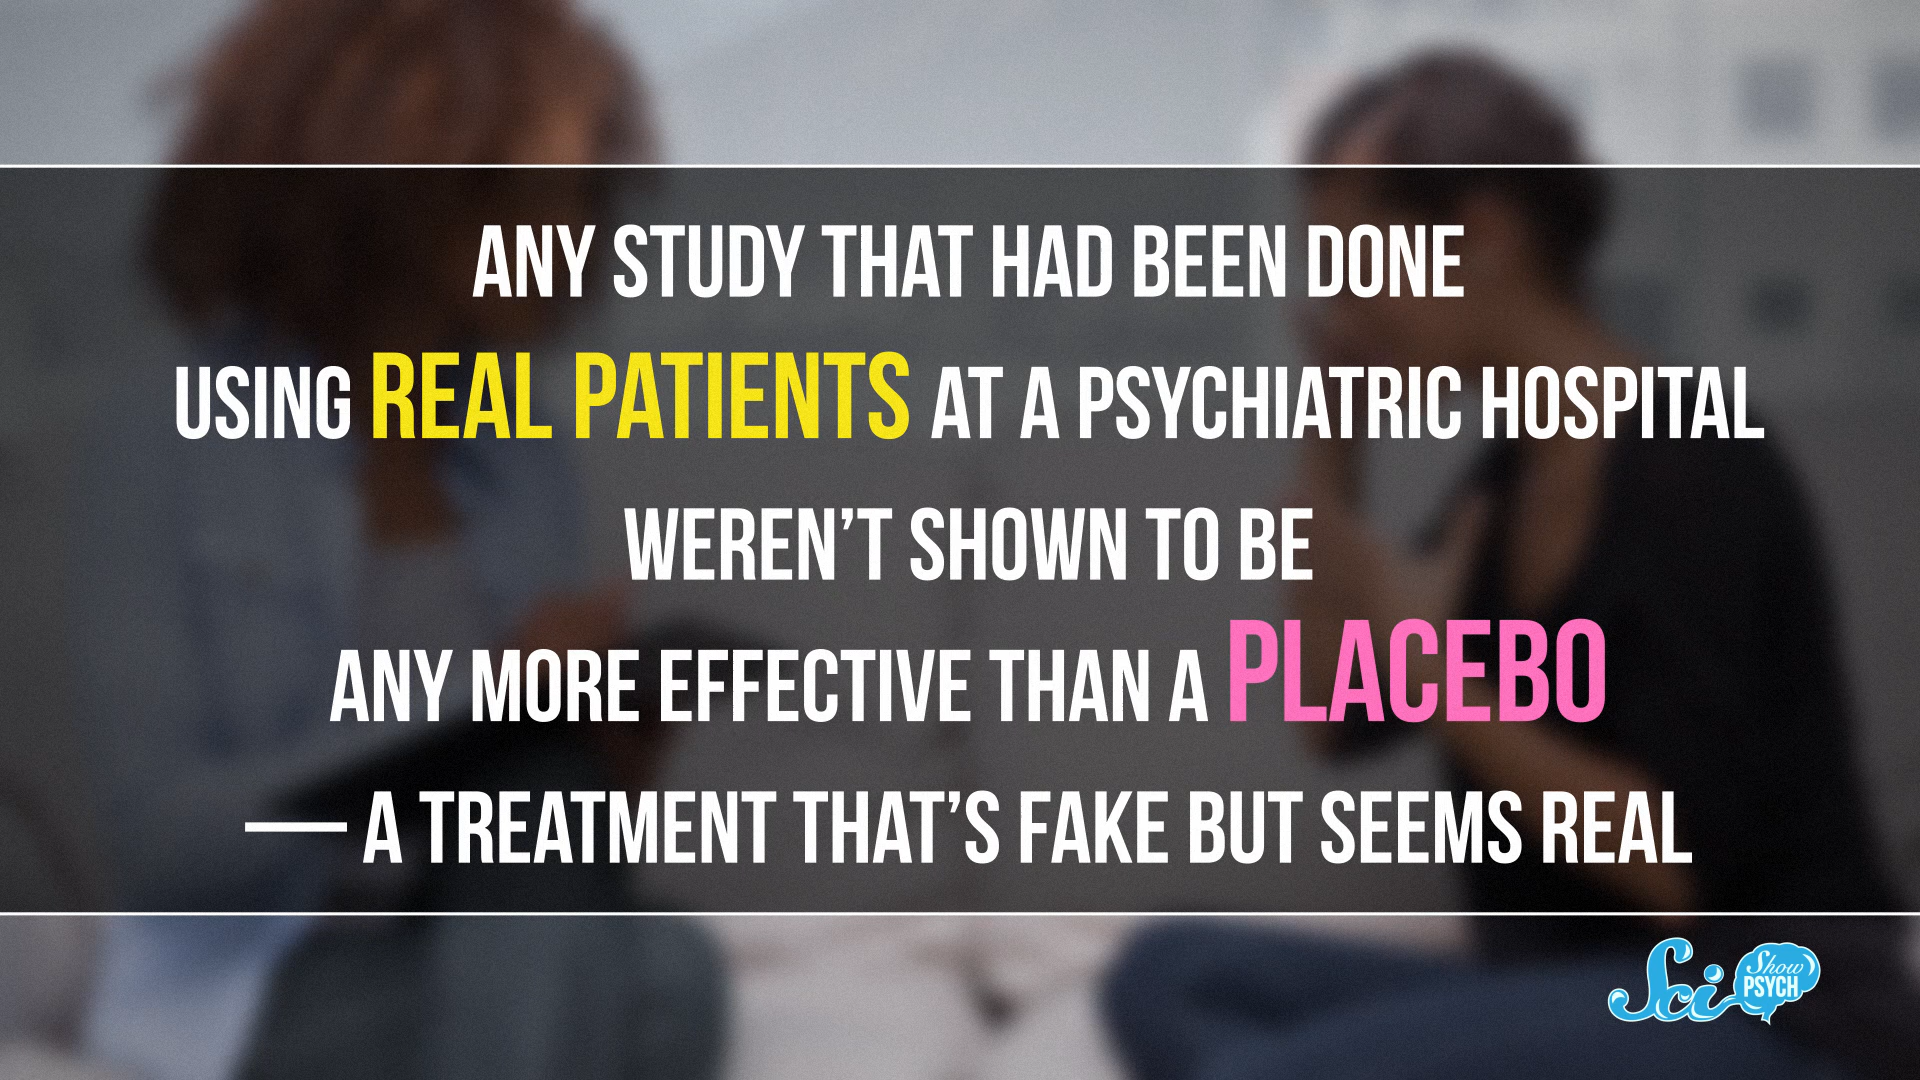 ANY STUDY THAT HAD BEEN DONE
USING REAL PATIENTS AT A PSYCHIATRIC HOSPITAL
WEREN'T SHOWN TO BE
ANY MORE EFFECTIVE THAN A PLACEBO
— A TREATMENT THAT'S FAKE BUT SEEMS REAL
Sci Show PSYCH